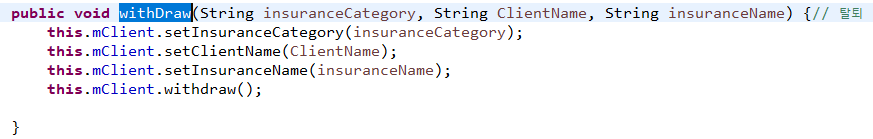 public void withDraw(String insuranceCategory, String ClientName, String insuranceName) {// 탈퇴
this.mClient.setInsuranceCategory(insuranceCategory);
this.mClient.setClientName(ClientName);
this.mClient.setInsuranceName(insuranceName);
this.mClient.withdraw();
}